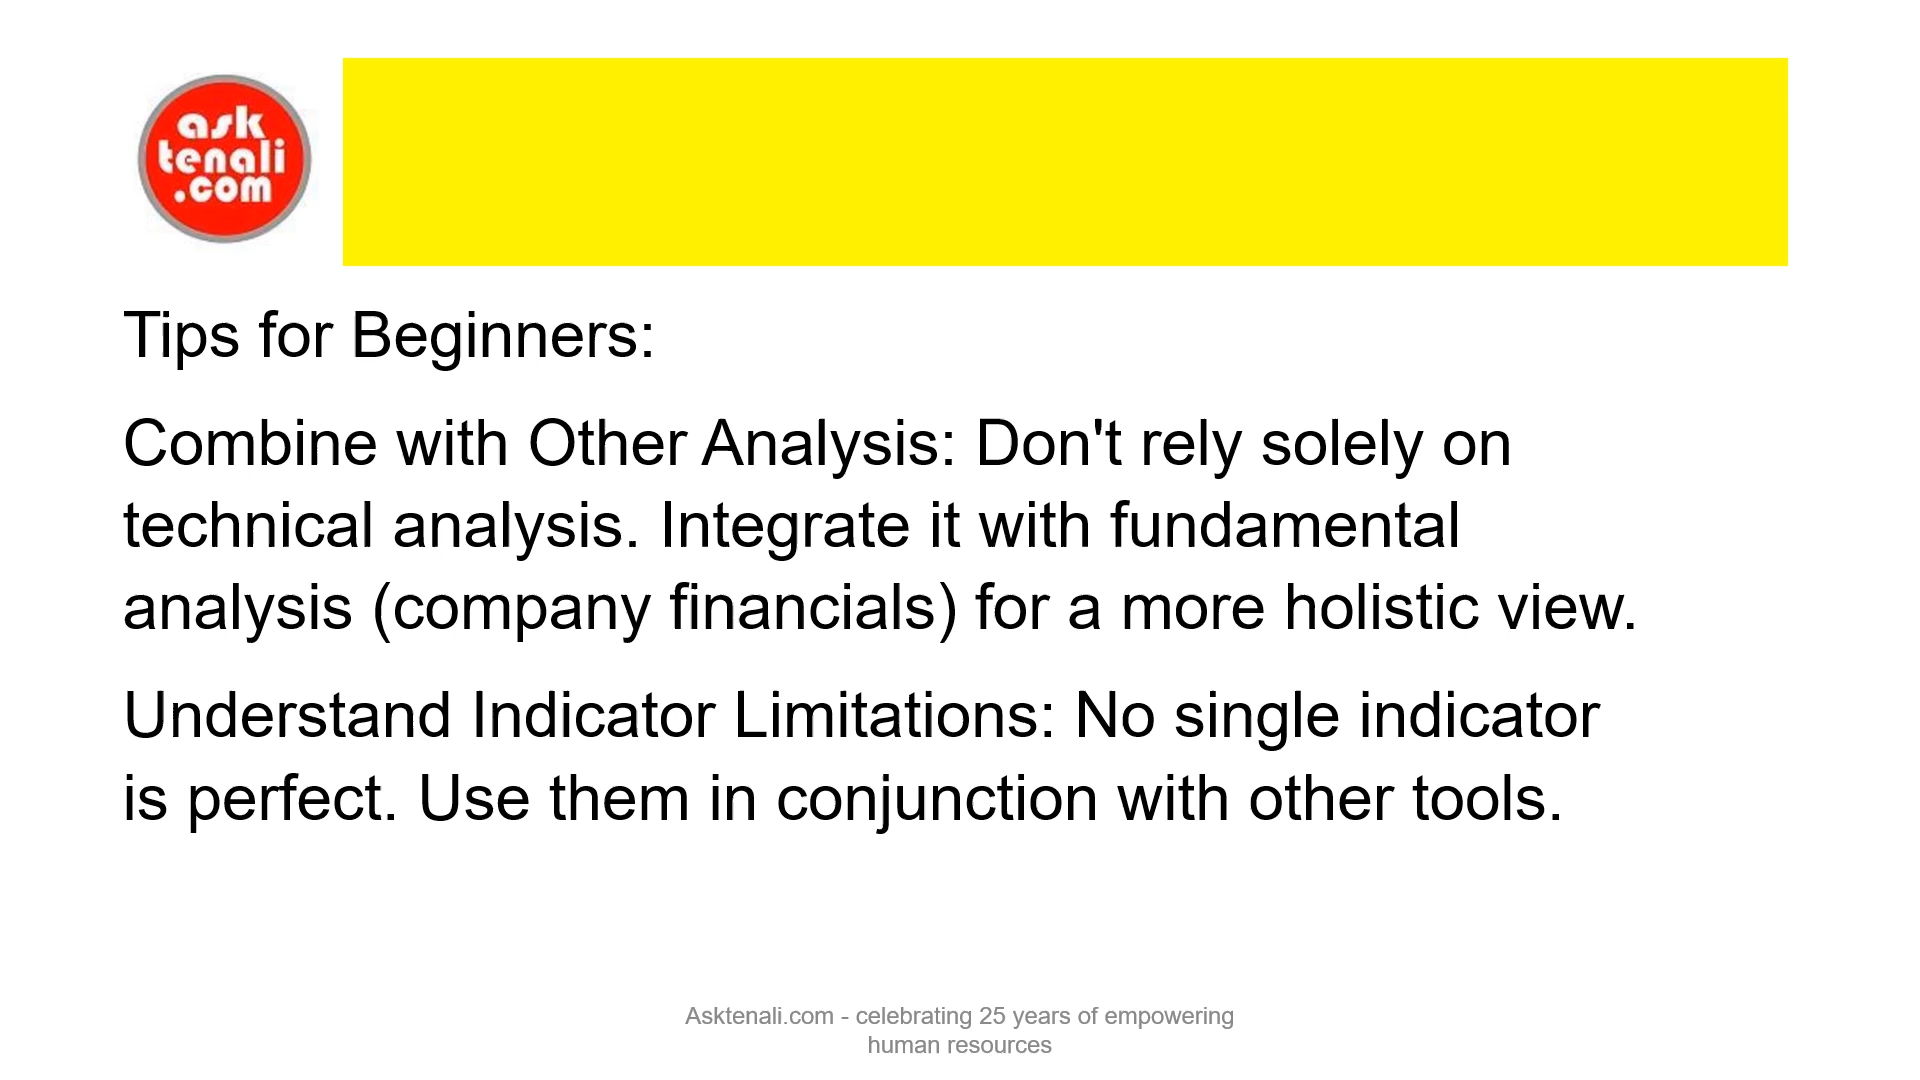 ask
tenali
.com
Tips for Beginners:
Combine with Other Analysis: Don't rely solely on
technical analysis. Integrate it with fundamental
analysis (company financials) for a more holistic view.
Understand Indicator Limitations: No single indicator
is perfect. Use them in conjunction with other tools.
Asktenali.com - celebrating 25 years of empowering
human resources